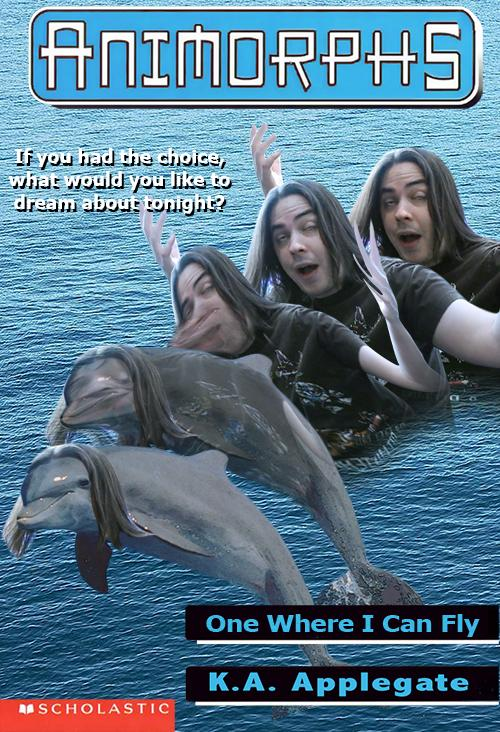 ANIMORPHS
If you had the choice,
what would you like to
dream about tonight?
One Where I Can Fly
K.A. Applegate
SCHOLASTIC